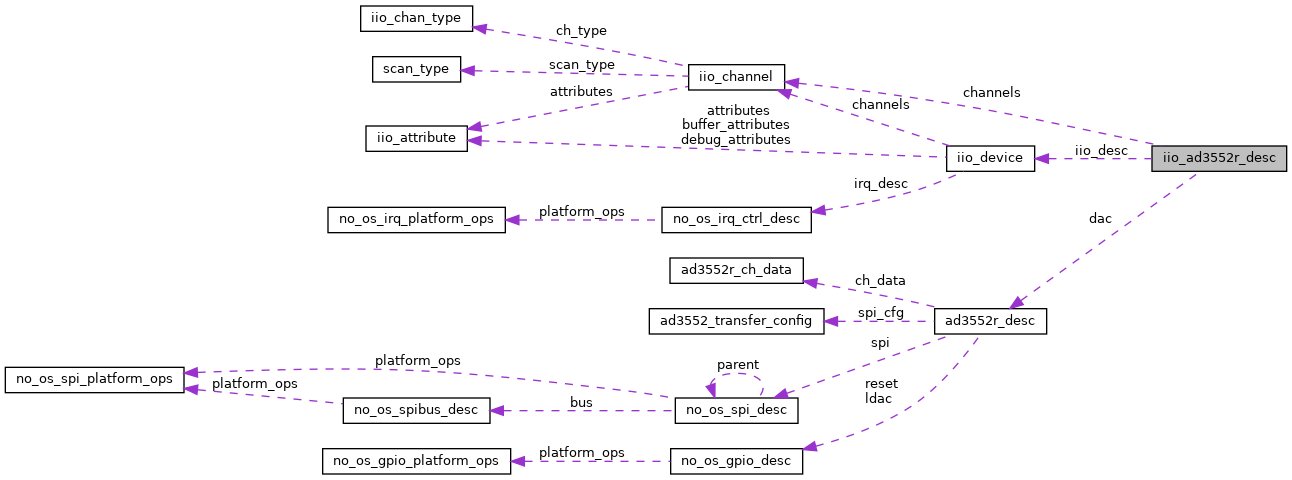 iio_chan_type
ch_type
scan_type
scan_type
iio_channel
attributes
channels
channels
attributes
buffer_attributes
debug_attributes
iio_attribute
iio_device
iio_desc
iio_ad3552r_desc
irq_desc
no_os_irq_platform_ops
platform_ops
no_os_irq_ctrl_desc
dac
ad3552r_ch_data
ch_data
ad3552_transfer_config
spi_cfg
ad3552r_desc
spi
platform_ops
parent
no_os_spi_platform_ops
platform_ops
reset
ldac
no_os_spibus_desc
bus
no_os_spi_desc
no_os_gpio_platform_ops
platform_ops
no_os_gpio_desc